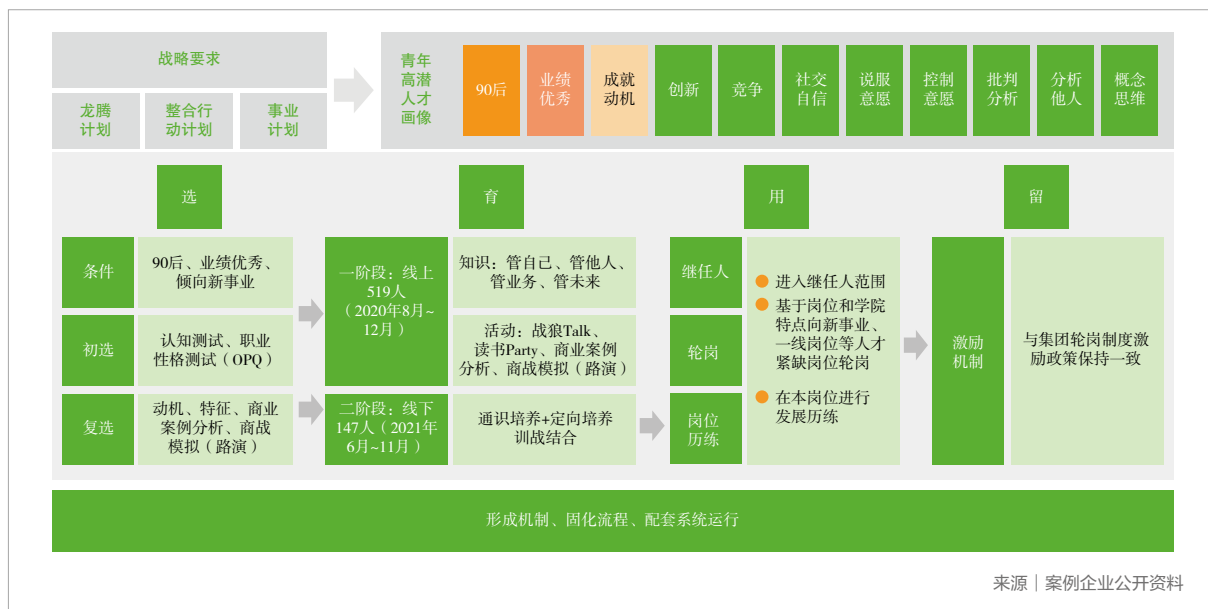 战略要求
龙腾
计划
整合行
动计划
事业
计划
青年
高潜
人才
画像
90后
业绩
优秀
成就
动机
创新
竞争
社交
自信
说服
意愿
控制
意愿
批判
分析
分析
他人
概念
思维
选
条件
90后、业绩优秀、
倾向新事业
初选
认知测试、职业
性格测试（OPQ）
复选
动机、特征、商业
案例分析、商战
模拟（路演）
育
一阶段：线上
519人
（2020年8月~
12月）
知识：管自己、管他人、
管业务、管未来
活动：战狼Talk、
读书Party、商业案例
分析、商战模拟（路演）
二阶段：线下
147人（2021年
6月~11月）
通识培养+定向培养
训战结合
用
继任人
轮岗
岗位
历练
进入继任人范围
基于岗位和学院
特点向新事业、
一线岗位等人才
紧缺岗位轮岗
在本岗位进行
发展历练
留
激励
机制
与集团轮岗制度激
励政策保持一致
形成机制、固化流程、配套系统运行
来源｜案例企业公开资料